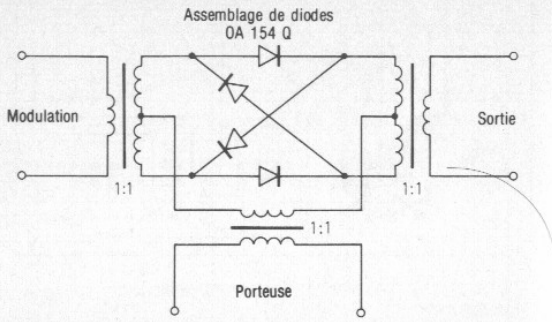 Assemblage de diodes
OA 154 Q
Modulation
Sortie
1:1
1:1
1:1
Porteuse